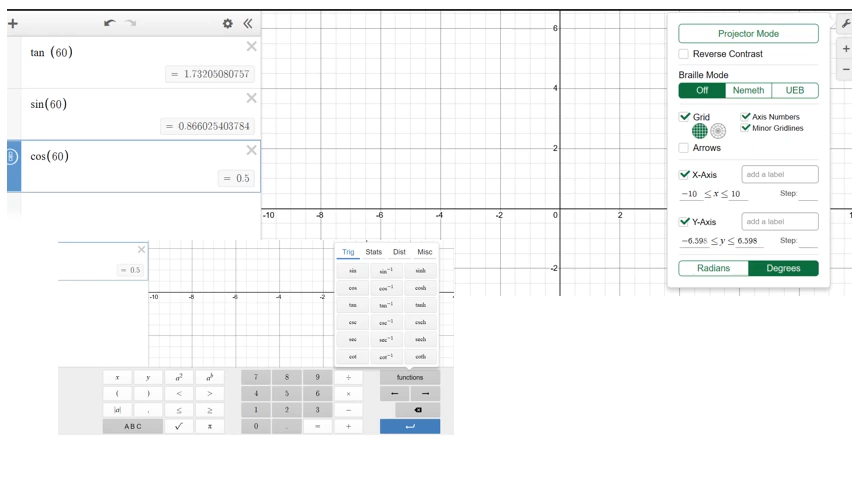 tan (60)
= 1.73205080757
sin(60)
= 0.866025403784
cos(60)
= 0.5
6
4
2
-10 -8 -6 -4 -2 0 2
-2
Projector Mode
Reverse Contrast
Braille Mode
Off Nemeth UEB
Grid Axis Numbers
Minor Gridlines
Arrows
X-Axis add a label
−10 ≤ x ≤ 10 Step:
Y-Axis add a label
−6.598 ≤ y ≤ 6.598 Step:
Radians Degrees
= 0.5
-10 -8 -6 -4 -2
Trig Stats Dist Misc
sin sin⁻¹ sinh
cos cos⁻¹ cosh
tan tan⁻¹ tanh
csc csc⁻¹ csch
sec sec⁻¹ sech
cot cot⁻¹ coth
x y a² aᵇ 7 8 9 ÷ functions
( ) < > 4 5 6 × ← →
|a| , ≤ ≥ 1 2 3 −
A B C √ π 0 . = +